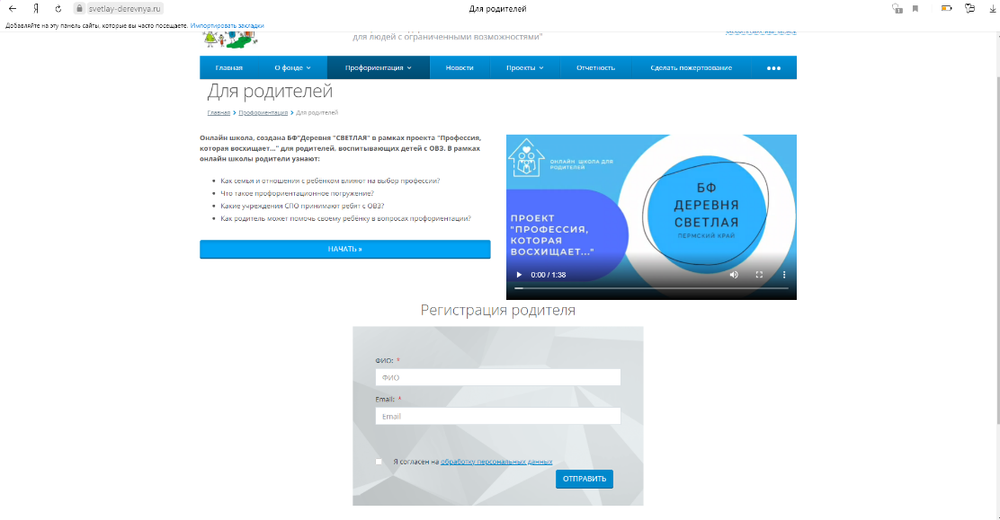 svetlay-derevnya.ru
Для родителей
Добавляйте на эту панель сайты, которые вы часто посещаете. Импортировать закладки
для людей с ограниченными возможностями"
Главная О фонде Профориентация Новости Проекты Отчетность Сделать пожертвование
Для родителей
Главная Профориентация Для родителей
Онлайн школа, создана БФ"Деревня "СВЕТЛАЯ" в рамках проекта "Профессия,
которая восхищает..." для родителей, воспитывающих детей с ОВЗ. В рамках
онлайн школы родители узнают:
Как семья и отношения с ребёнком влияют на выбор профессии?
Что такое профориентационное погружение?
Какие учреждения СПО принимают ребят с ОВЗ?
Как родитель может помочь своему ребёнку в вопросах профориентации?
НАЧАТЬ »
ОНЛАЙН ШКОЛА ДЛЯ
РОДИТЕЛЕЙ
ПРОЕКТ
"ПРОФЕССИЯ,
КОТОРАЯ
ВОСХИЩАЕТ..."
БФ
ДЕРЕВНЯ
СВЕТЛАЯ
ПЕРМСКИЙ КРАЙ
0:00 / 1:38
Регистрация родителя
ФИО: *
ФИО
Email: *
Email
Я согласен на обработку персональных данных
ОТПРАВИТЬ